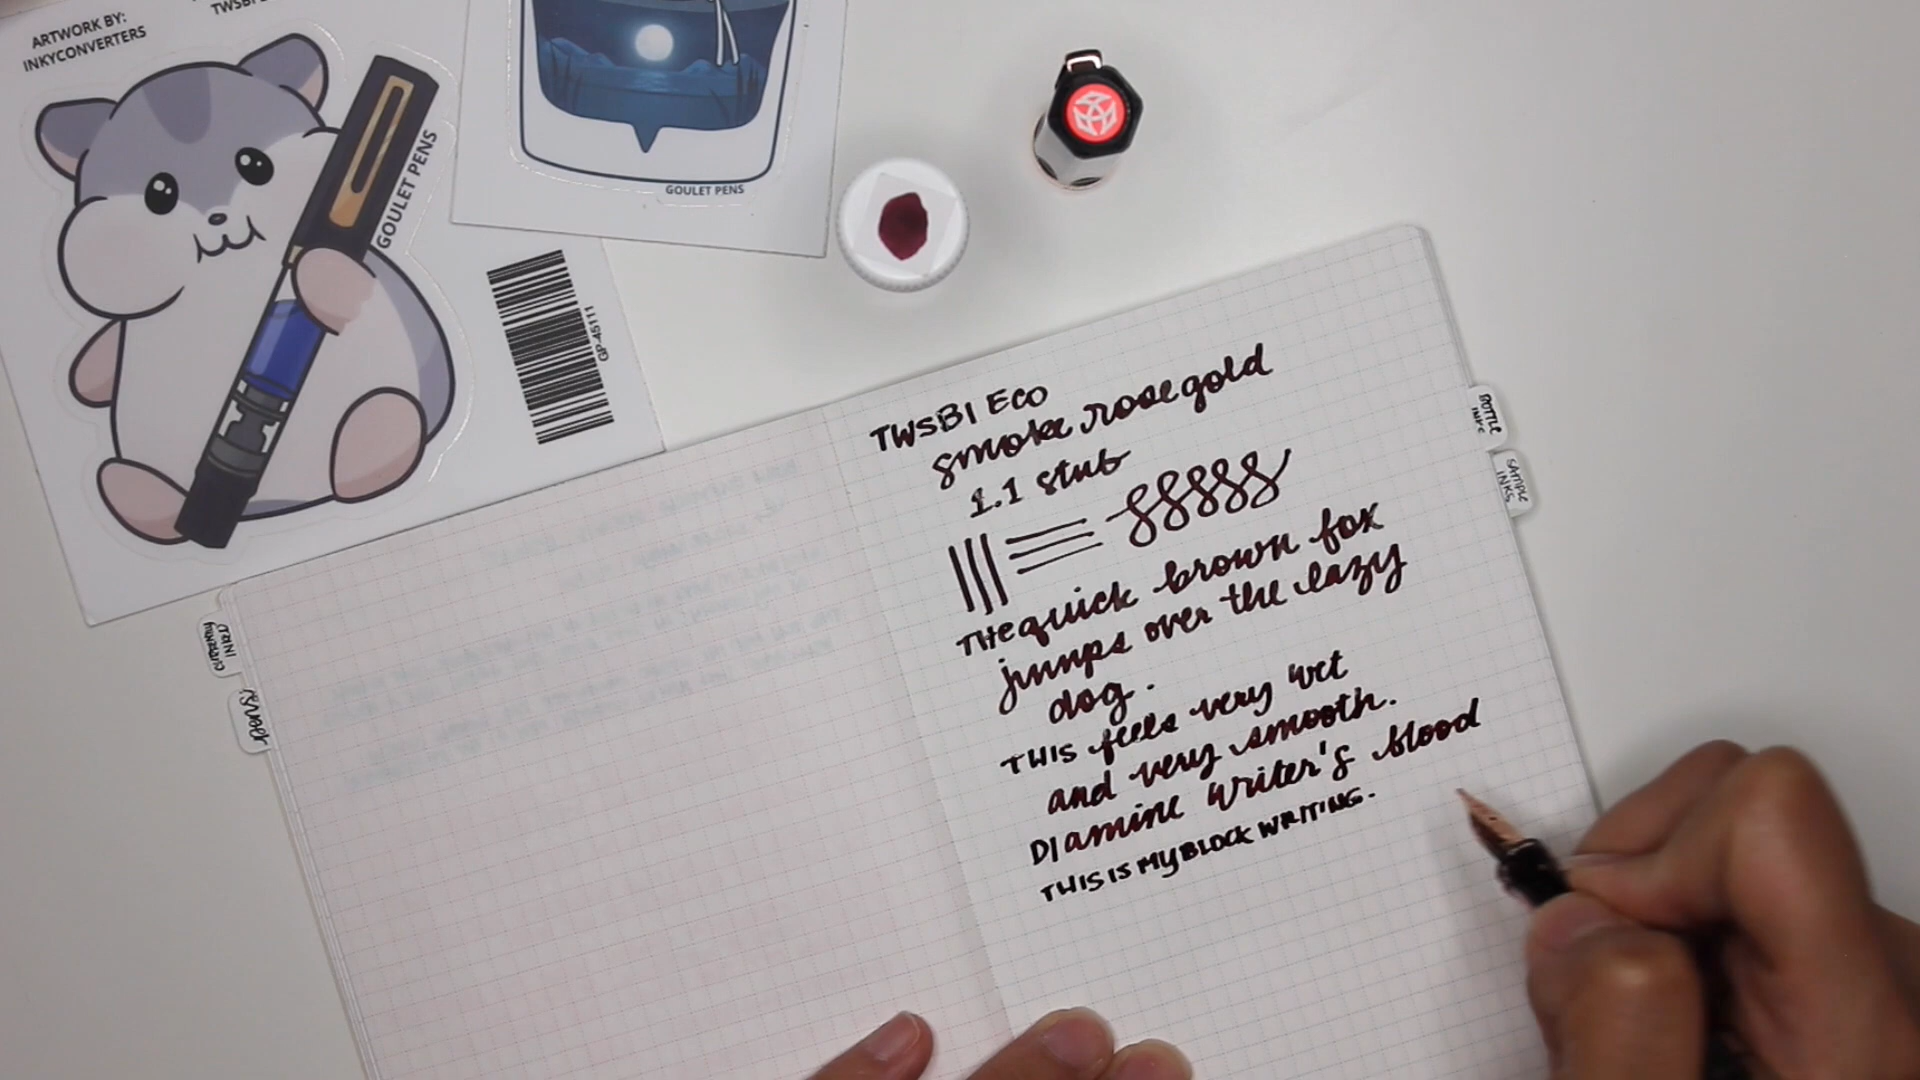 ARTWORK BY:
INKYCONVERTERS
GOULET PENS
GOULET PENS
GP-45111
TWSBI ECO
smoke rose gold
1.1 stub
THE quick brown fox
jumps over the lazy
dog.
THIS feels very wet
and very smooth.
DIamine Writer's blood
THIS IS MY BLOCK WRITING.
BOTTLE
INKS
SAMPLE
INKS
CURRENTLY
INKED